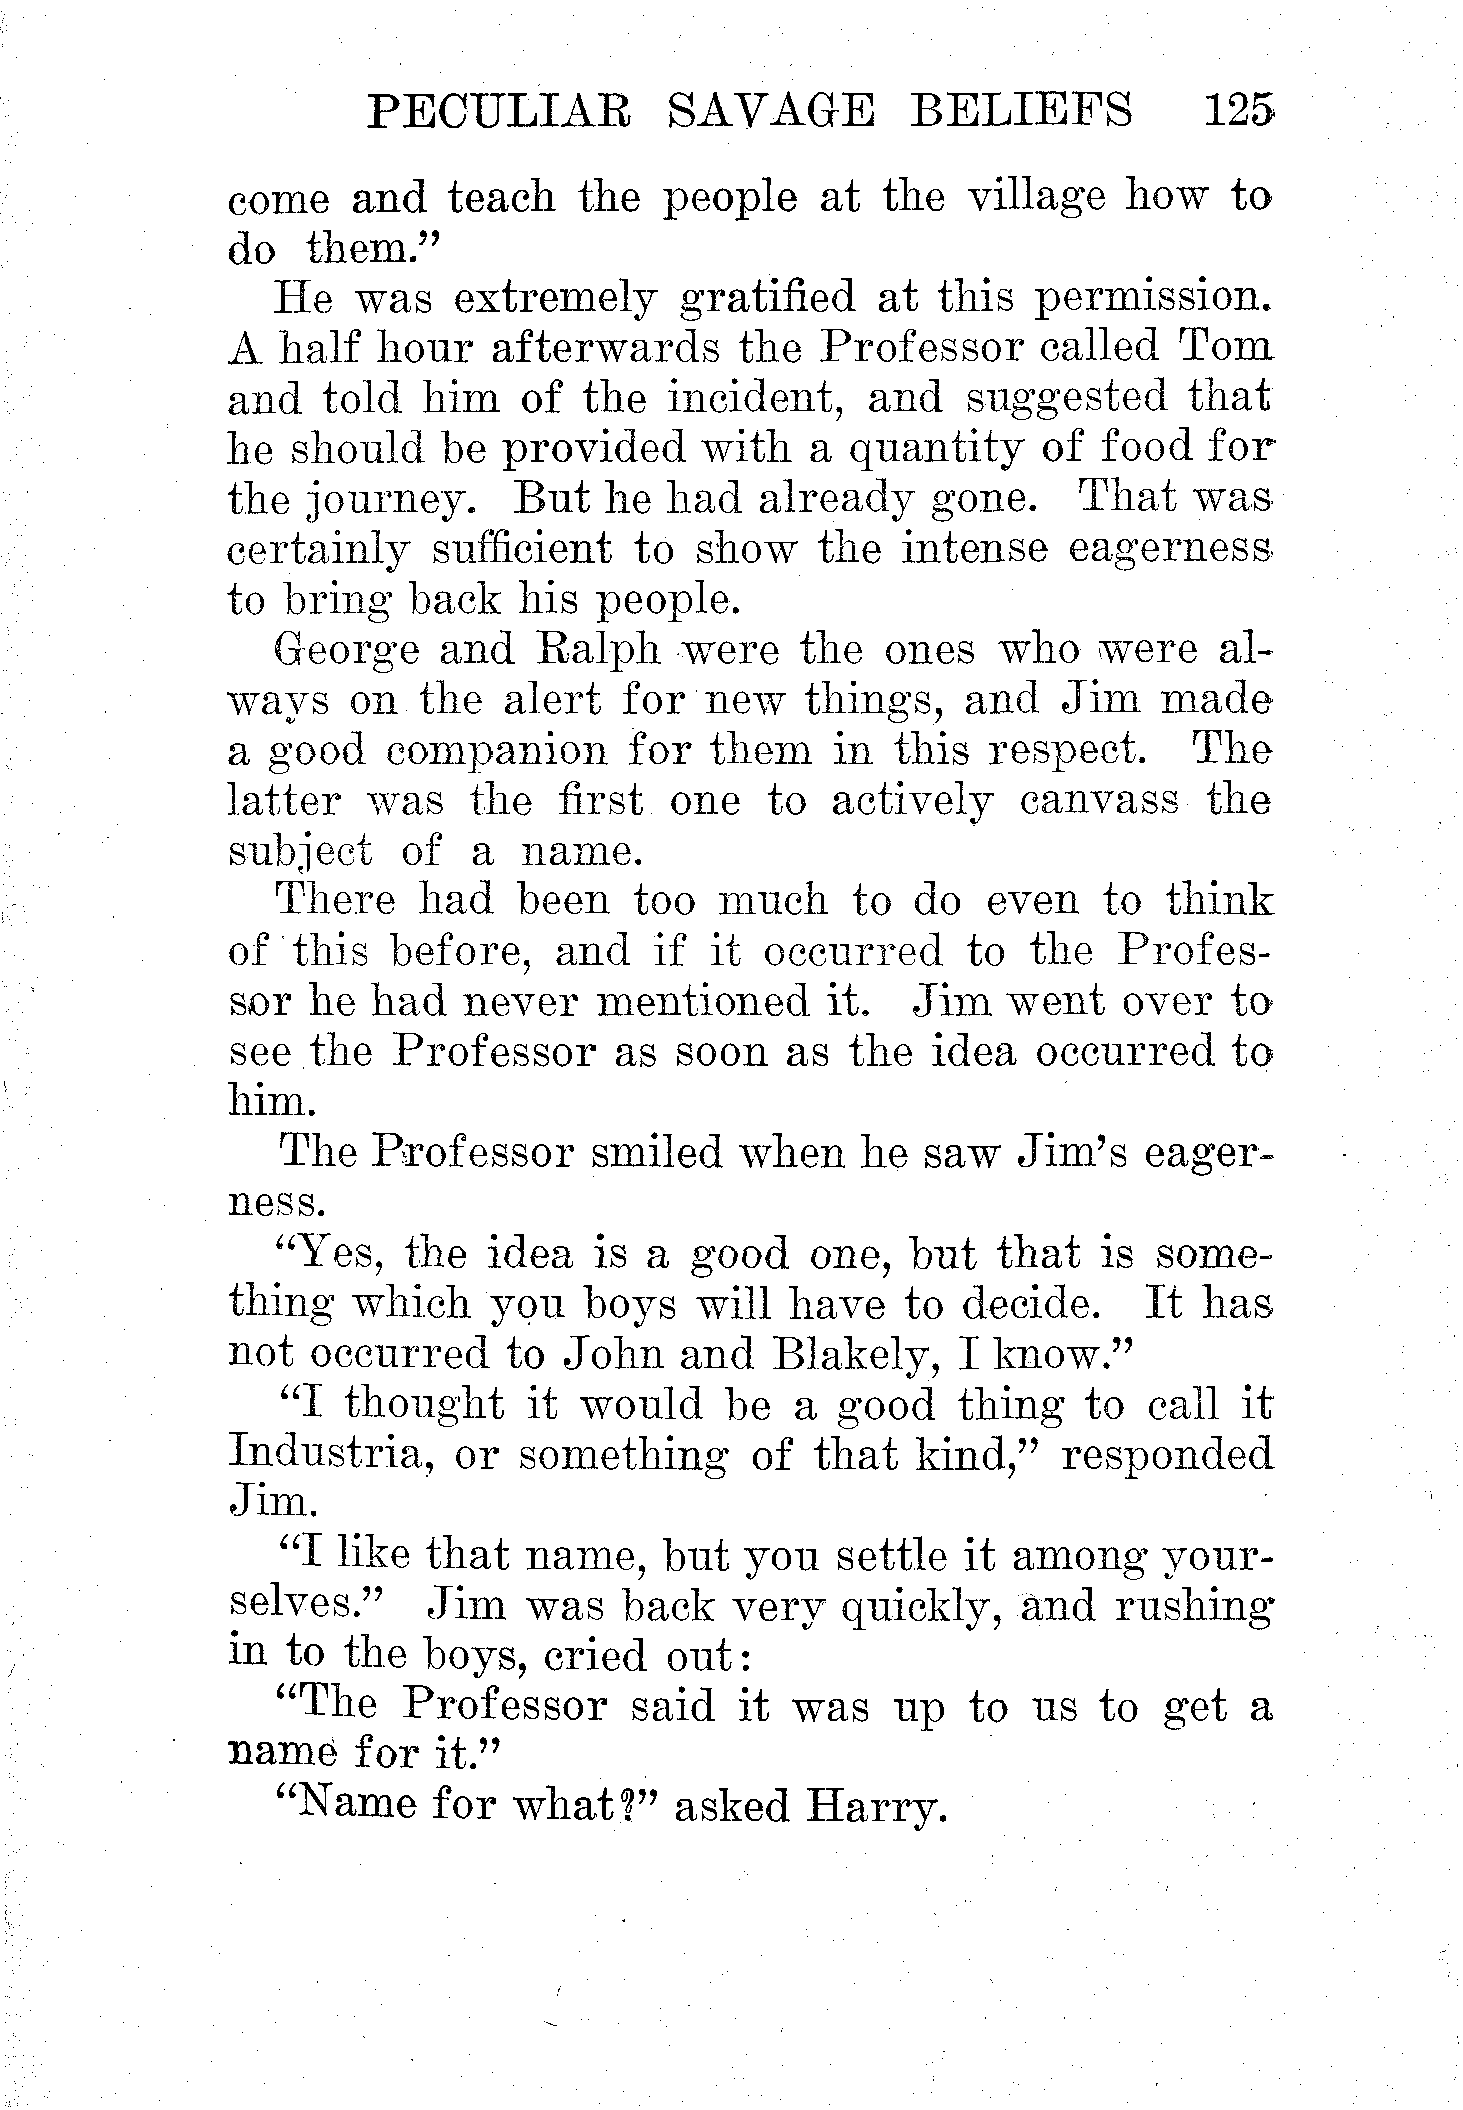 PECULIAR SAVAGE BELIEFS 125
come and teach the people at the village how to
do them.”
He was extremely gratified at this permission.
A half hour afterwards the Professor called Tom
and told him of the incident, and suggested that
he should be provided with a quantity of food for
the journey. But he had already gone. That was
certainly sufficient to show the intense eagerness
to bring back his people.
George and Ralph were the ones who were al-
ways on the alert for new things, and Jim made
a good companion for them in this respect. The
latter was the first one to actively canvass the
subject of a name.
There had been too much to do even to think
of this before, and if it occurred to the Profes-
sor he had never mentioned it. Jim went over to
see the Professor as soon as the idea occurred to
him.
The Professor smiled when he saw Jim’s eager-
ness.
“Yes, the idea is a good one, but that is some-
thing which you boys will have to decide. It has
not occurred to John and Blakely, I know.”
“I thought it would be a good thing to call it
Industria, or something of that kind,” responded
Jim.
“I like that name, but you settle it among your-
selves.” Jim was back very quickly, and rushing
in to the boys, cried out:
“The Professor said it was up to us to get a
name for it.”
“Name for what?” asked Harry.